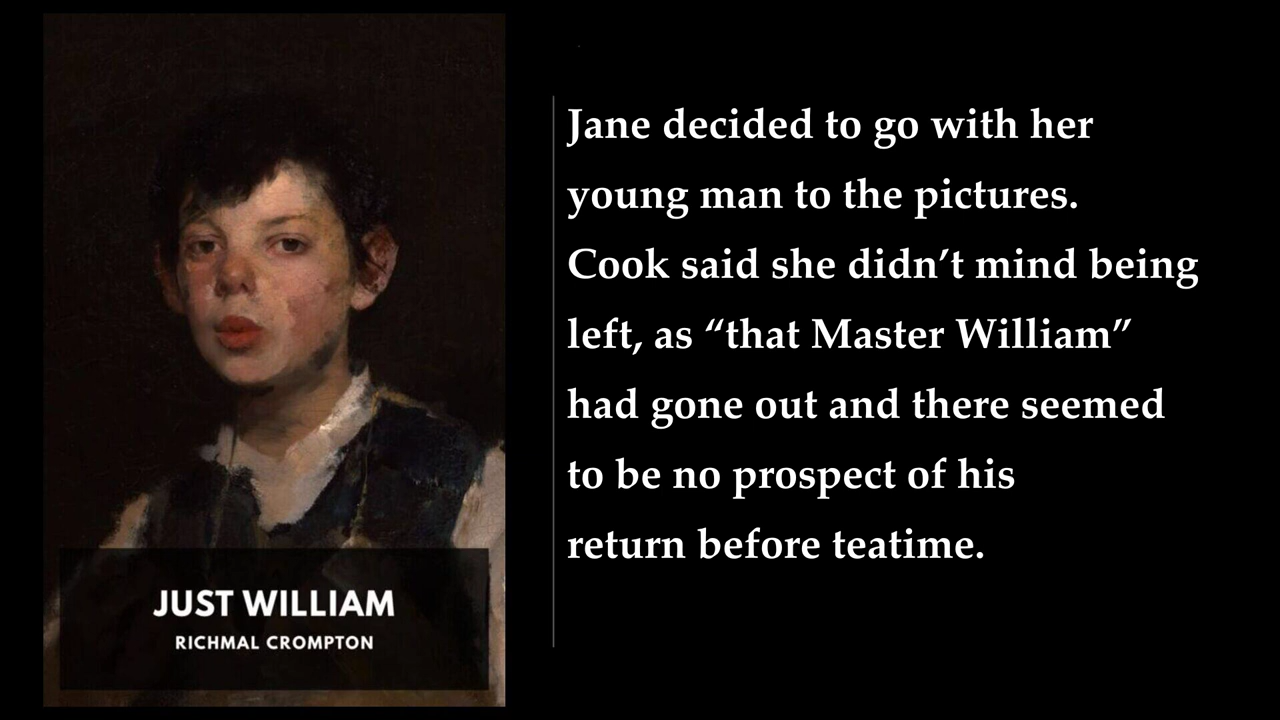 JUST WILLIAM
RICHMAL CROMPTON
Jane decided to go with her
young man to the pictures.
Cook said she didn’t mind being
left, as “that Master William”
had gone out and there seemed
to be no prospect of his
return before teatime.